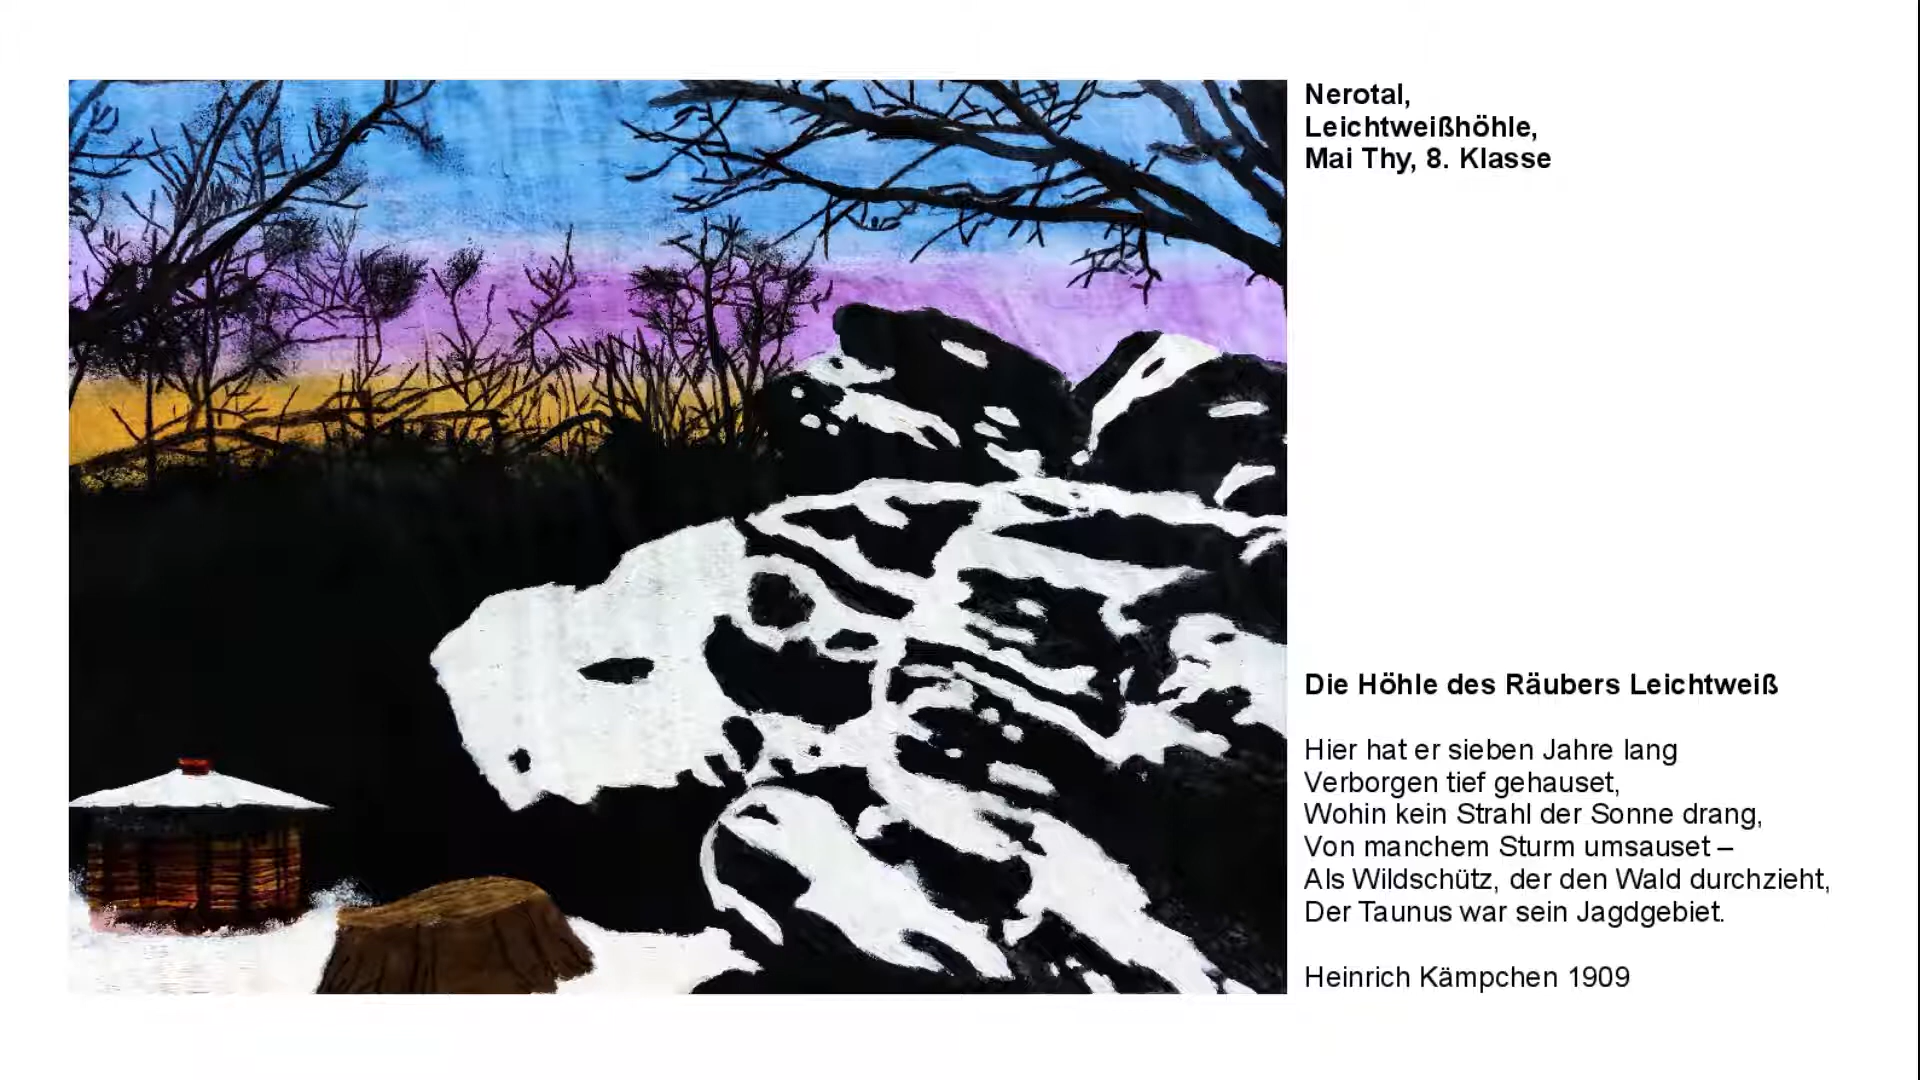 Nerotal,
Leichtweißhöhle,
Mai Thy, 8. Klasse
Die Höhle des Räubers Leichtweiß
Hier hat er sieben Jahre lang
Verborgen tief gehauset,
Wohin kein Strahl der Sonne drang,
Von manchem Sturm umsauset –
Als Wildschütz, der den Wald durchzieht,
Der Taunus war sein Jagdgebiet.
Heinrich Kämpchen 1909